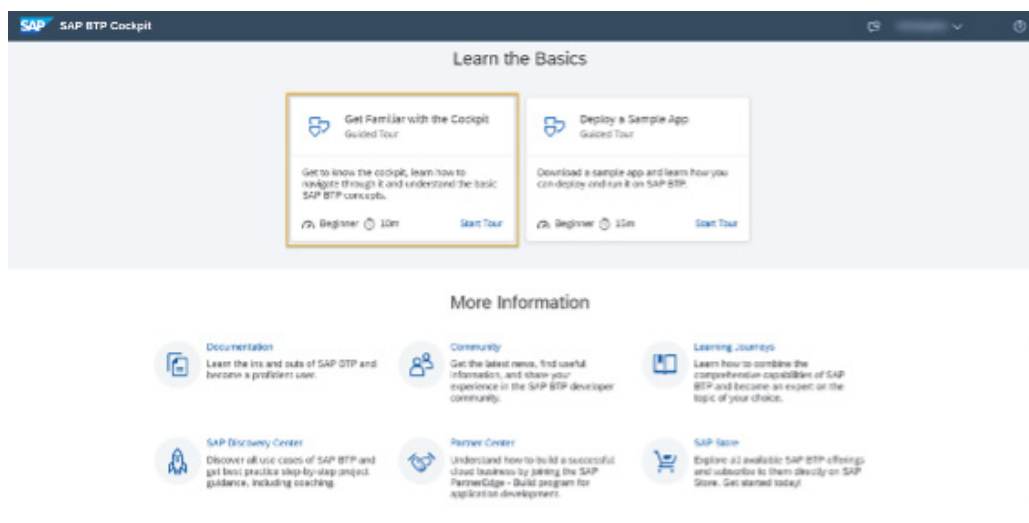 SAP SAP BTP Cockpit
Learn the Basics
Get Familiar with the Cockpit
Guided Tour
Get to know the cockpit, learn how to
navigate through it and understand the basic
SAP BTP concepts.
Beginner 10m Start Tour
Deploy a Sample App
Guided Tour
Download a sample app and learn how you
can deploy and run it on SAP BTP.
Beginner 15m Start Tour
More Information
Documentation
Learn the ins and outs of SAP BTP and
become a proficient user.
Community
Get the latest news, find useful
information, and share your
experience in the SAP BTP developer
community.
Learning Journeys
Learn how to combine the
comprehensive capabilities of SAP
BTP and become an expert on the
topic of your choice.
SAP Discovery Center
Discover all use cases of SAP BTP and
get best practice step-by-step project
guidance, including coaching.
Partner Center
Understand how to build a successful
cloud business by joining the SAP
PartnerEdge - Build program for
application development.
SAP Store
Explore all available SAP BTP offerings
and subscribe to them directly on SAP
Store. Get started today!